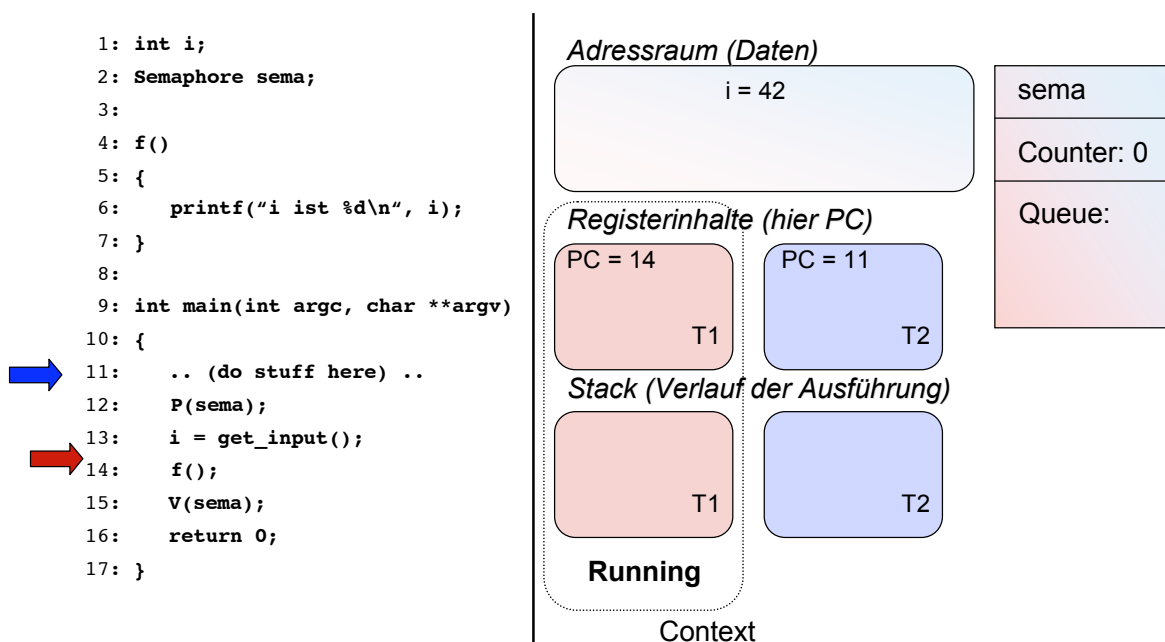 1: int i;
2: Semaphore sema;
3:
4: f()
5: {
6: printf(“i ist %d\n“, i);
7: }
8:
9: int main(int argc, char **argv)
10: {
11: .. (do stuff here) ..
12: P(sema);
13: i = get_input();
14: f();
15: V(sema);
16: return 0;
17: }
Adressraum (Daten)
i = 42
Registerinhalte (hier PC)
PC = 14
T1
PC = 11
T2
Stack (Verlauf der Ausführung)
T1
T2
Running
Context
sema
Counter: 0
Queue: